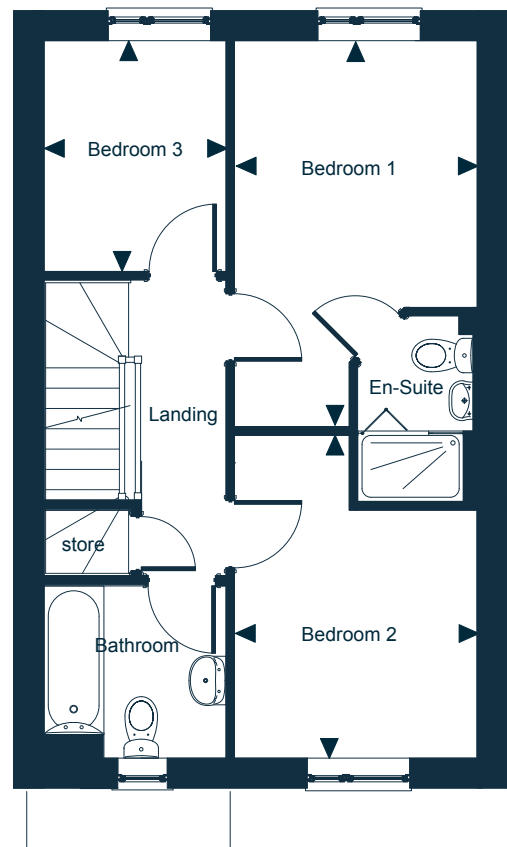 Bedroom 3
Bedroom 1
En-Suite
Landing
store
Bedroom 2
Bathroom